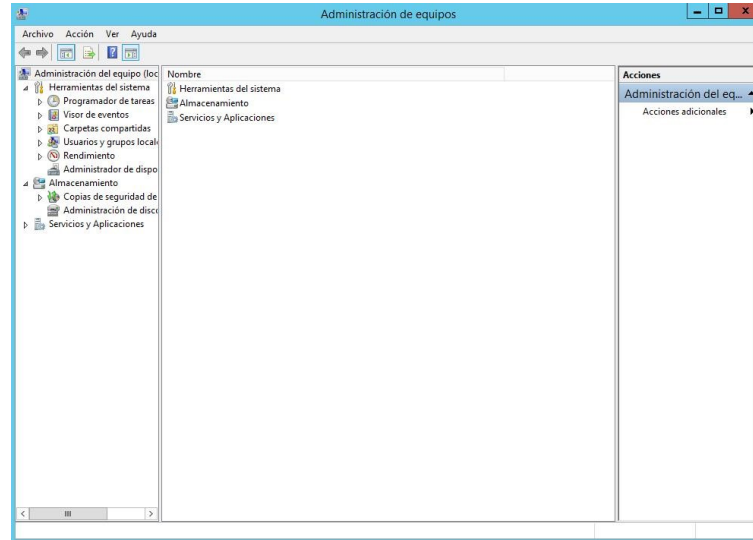 Administración de equipos
Archivo Acción Ver Ayuda
Administración del equipo (loc
Herramientas del sistema
Programador de tareas
Visor de eventos
Carpetas compartidas
Usuarios y grupos locale
Rendimiento
Administrador de dispo
Almacenamiento
Copias de seguridad de
Administración de disco
Servicios y Aplicaciones
Nombre
Herramientas del sistema
Almacenamiento
Servicios y Aplicaciones
Acciones
Administración del eq...
Acciones adicionales